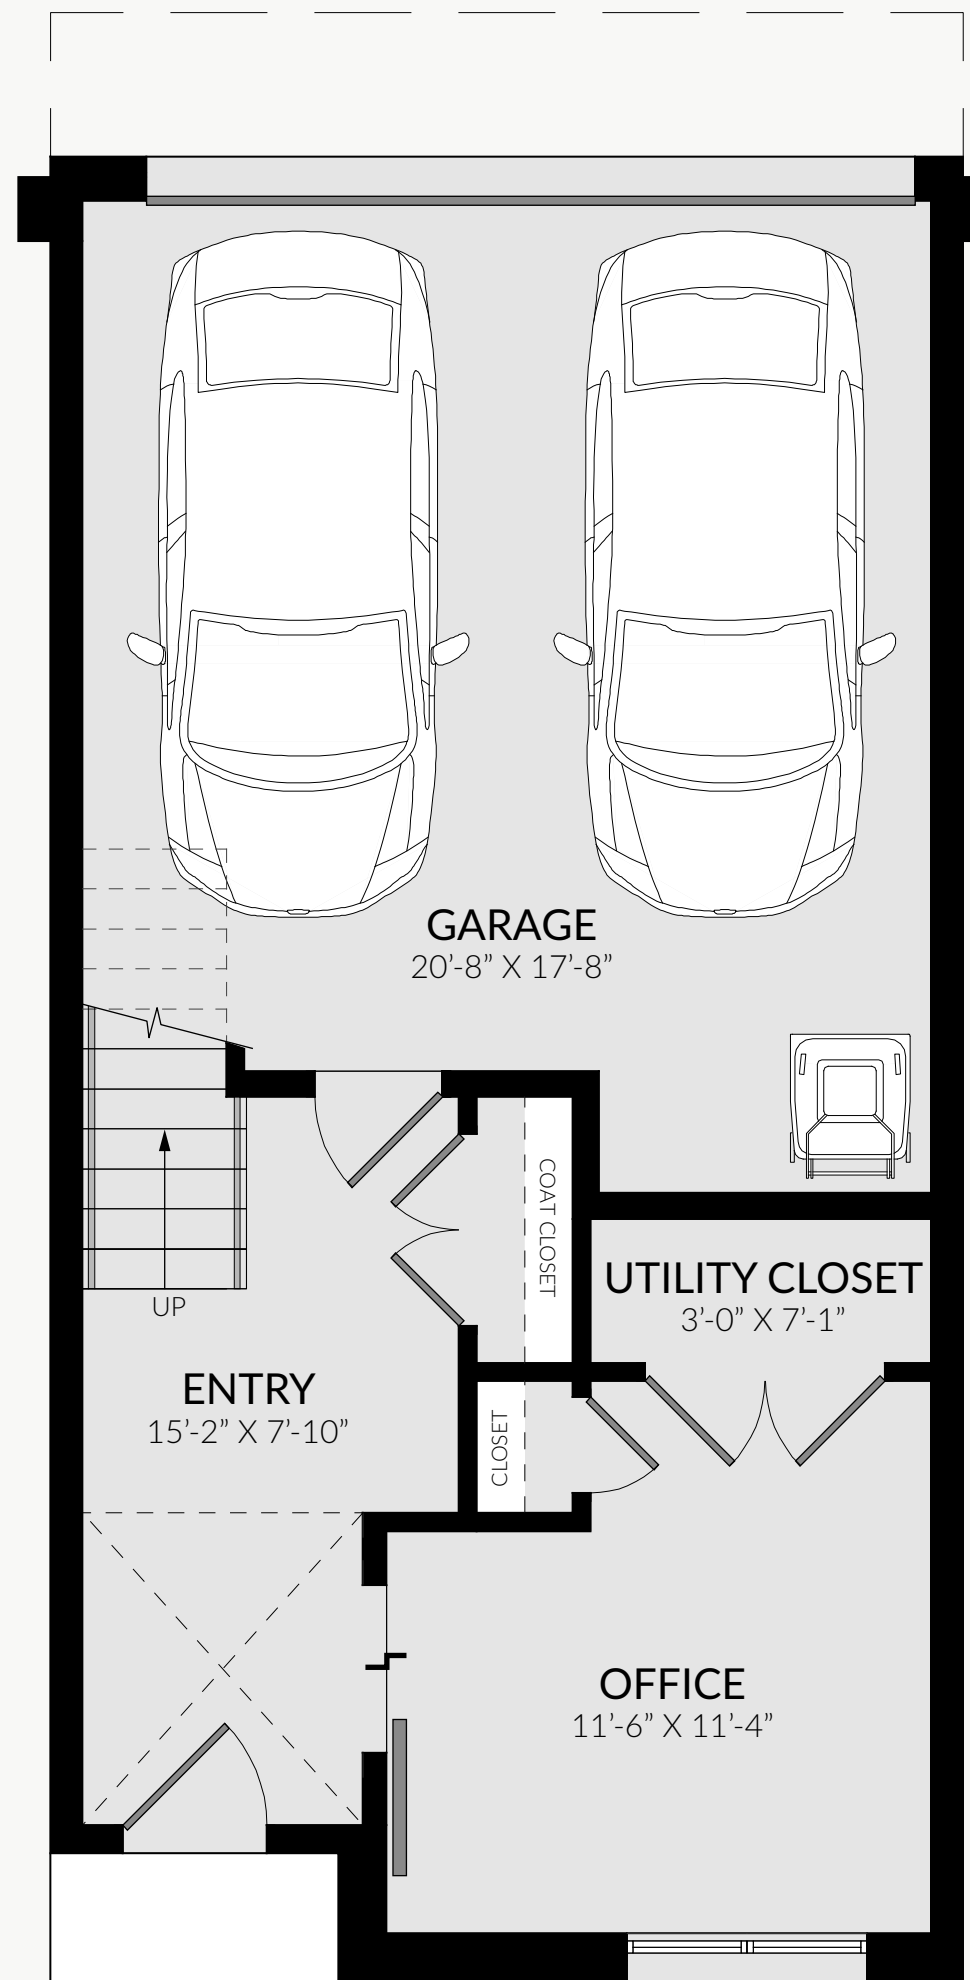 GARAGE
20’-8” X 17’-8”
COAT CLOSET
UTILITY CLOSET
3’-0” X 7’-1”
UP
ENTRY
15’-2” X 7’-10”
CLOSET
OFFICE
11’-6” X 11’-4”